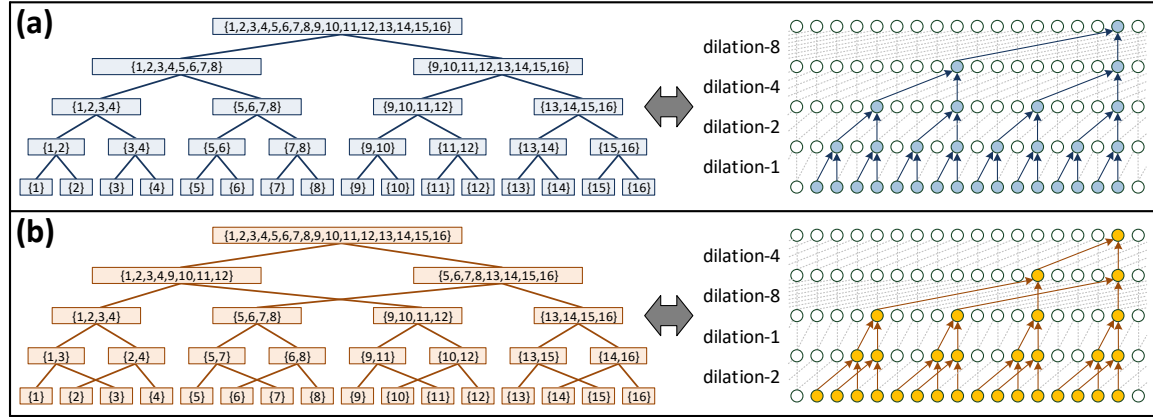 (a)
{1,2,3,4,5,6,7,8,9,10,11,12,13,14,15,16}
{1,2,3,4,5,6,7,8} {9,10,11,12,13,14,15,16}
{1,2,3,4} {5,6,7,8} {9,10,11,12} {13,14,15,16}
{1,2} {3,4} {5,6} {7,8} {9,10} {11,12} {13,14} {15,16}
{1} {2} {3} {4} {5} {6} {7} {8} {9} {10} {11} {12} {13} {14} {15} {16}
dilation-8
dilation-4
dilation-2
dilation-1
(b)
{1,2,3,4,5,6,7,8,9,10,11,12,13,14,15,16}
{1,2,3,4,9,10,11,12} {5,6,7,8,13,14,15,16}
{1,2,3,4} {5,6,7,8} {9,10,11,12} {13,14,15,16}
{1,3} {2,4} {5,7} {6,8} {9,11} {10,12} {13,15} {14,16}
{1} {2} {3} {4} {5} {6} {7} {8} {9} {10} {11} {12} {13} {14} {15} {16}
dilation-4
dilation-8
dilation-1
dilation-2